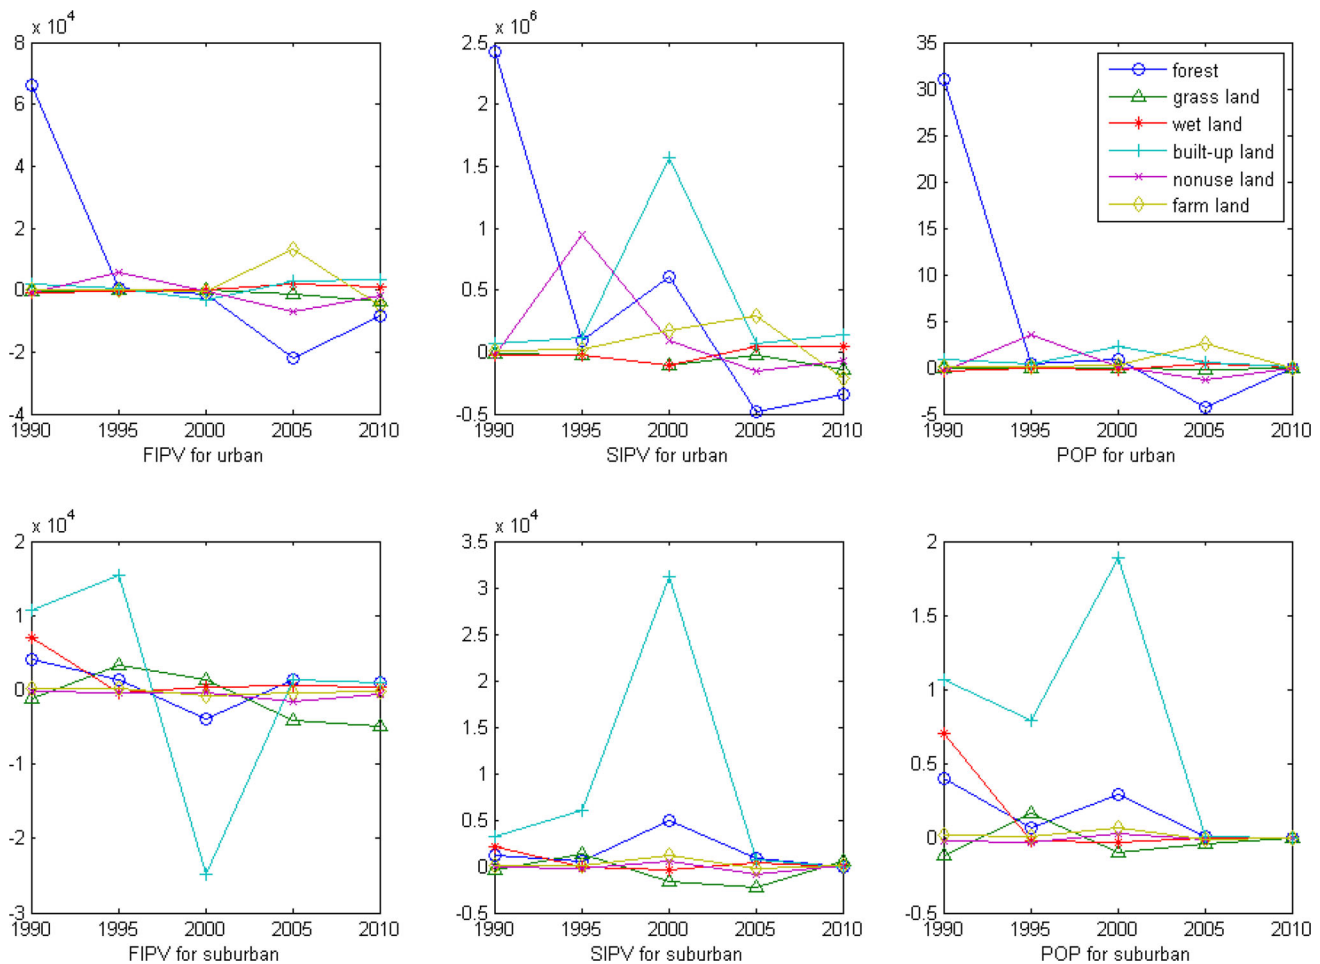 x 10^4
8
6
4
2
0
-2
-4
1990 1995 2000 2005 2010
FIPV for urban
x 10^6
2.5
2
1.5
1
0.5
0
-0.5
1990 1995 2000 2005 2010
SIPV for urban
35
30
25
20
15
10
5
0
-5
1990 1995 2000 2005 2010
POP for urban
forest
grass land
wet land
built-up land
nonuse land
farm land
x 10^4
2
1
0
-1
-2
-3
1990 1995 2000 2005 2010
FIPV for suburban
x 10^4
3.5
3
2.5
2
1.5
1
0.5
0
-0.5
1990 1995 2000 2005 2010
SIPV for suburban
2
1.5
1
0.5
0
-0.5
1990 1995 2000 2005 2010
POP for suburban